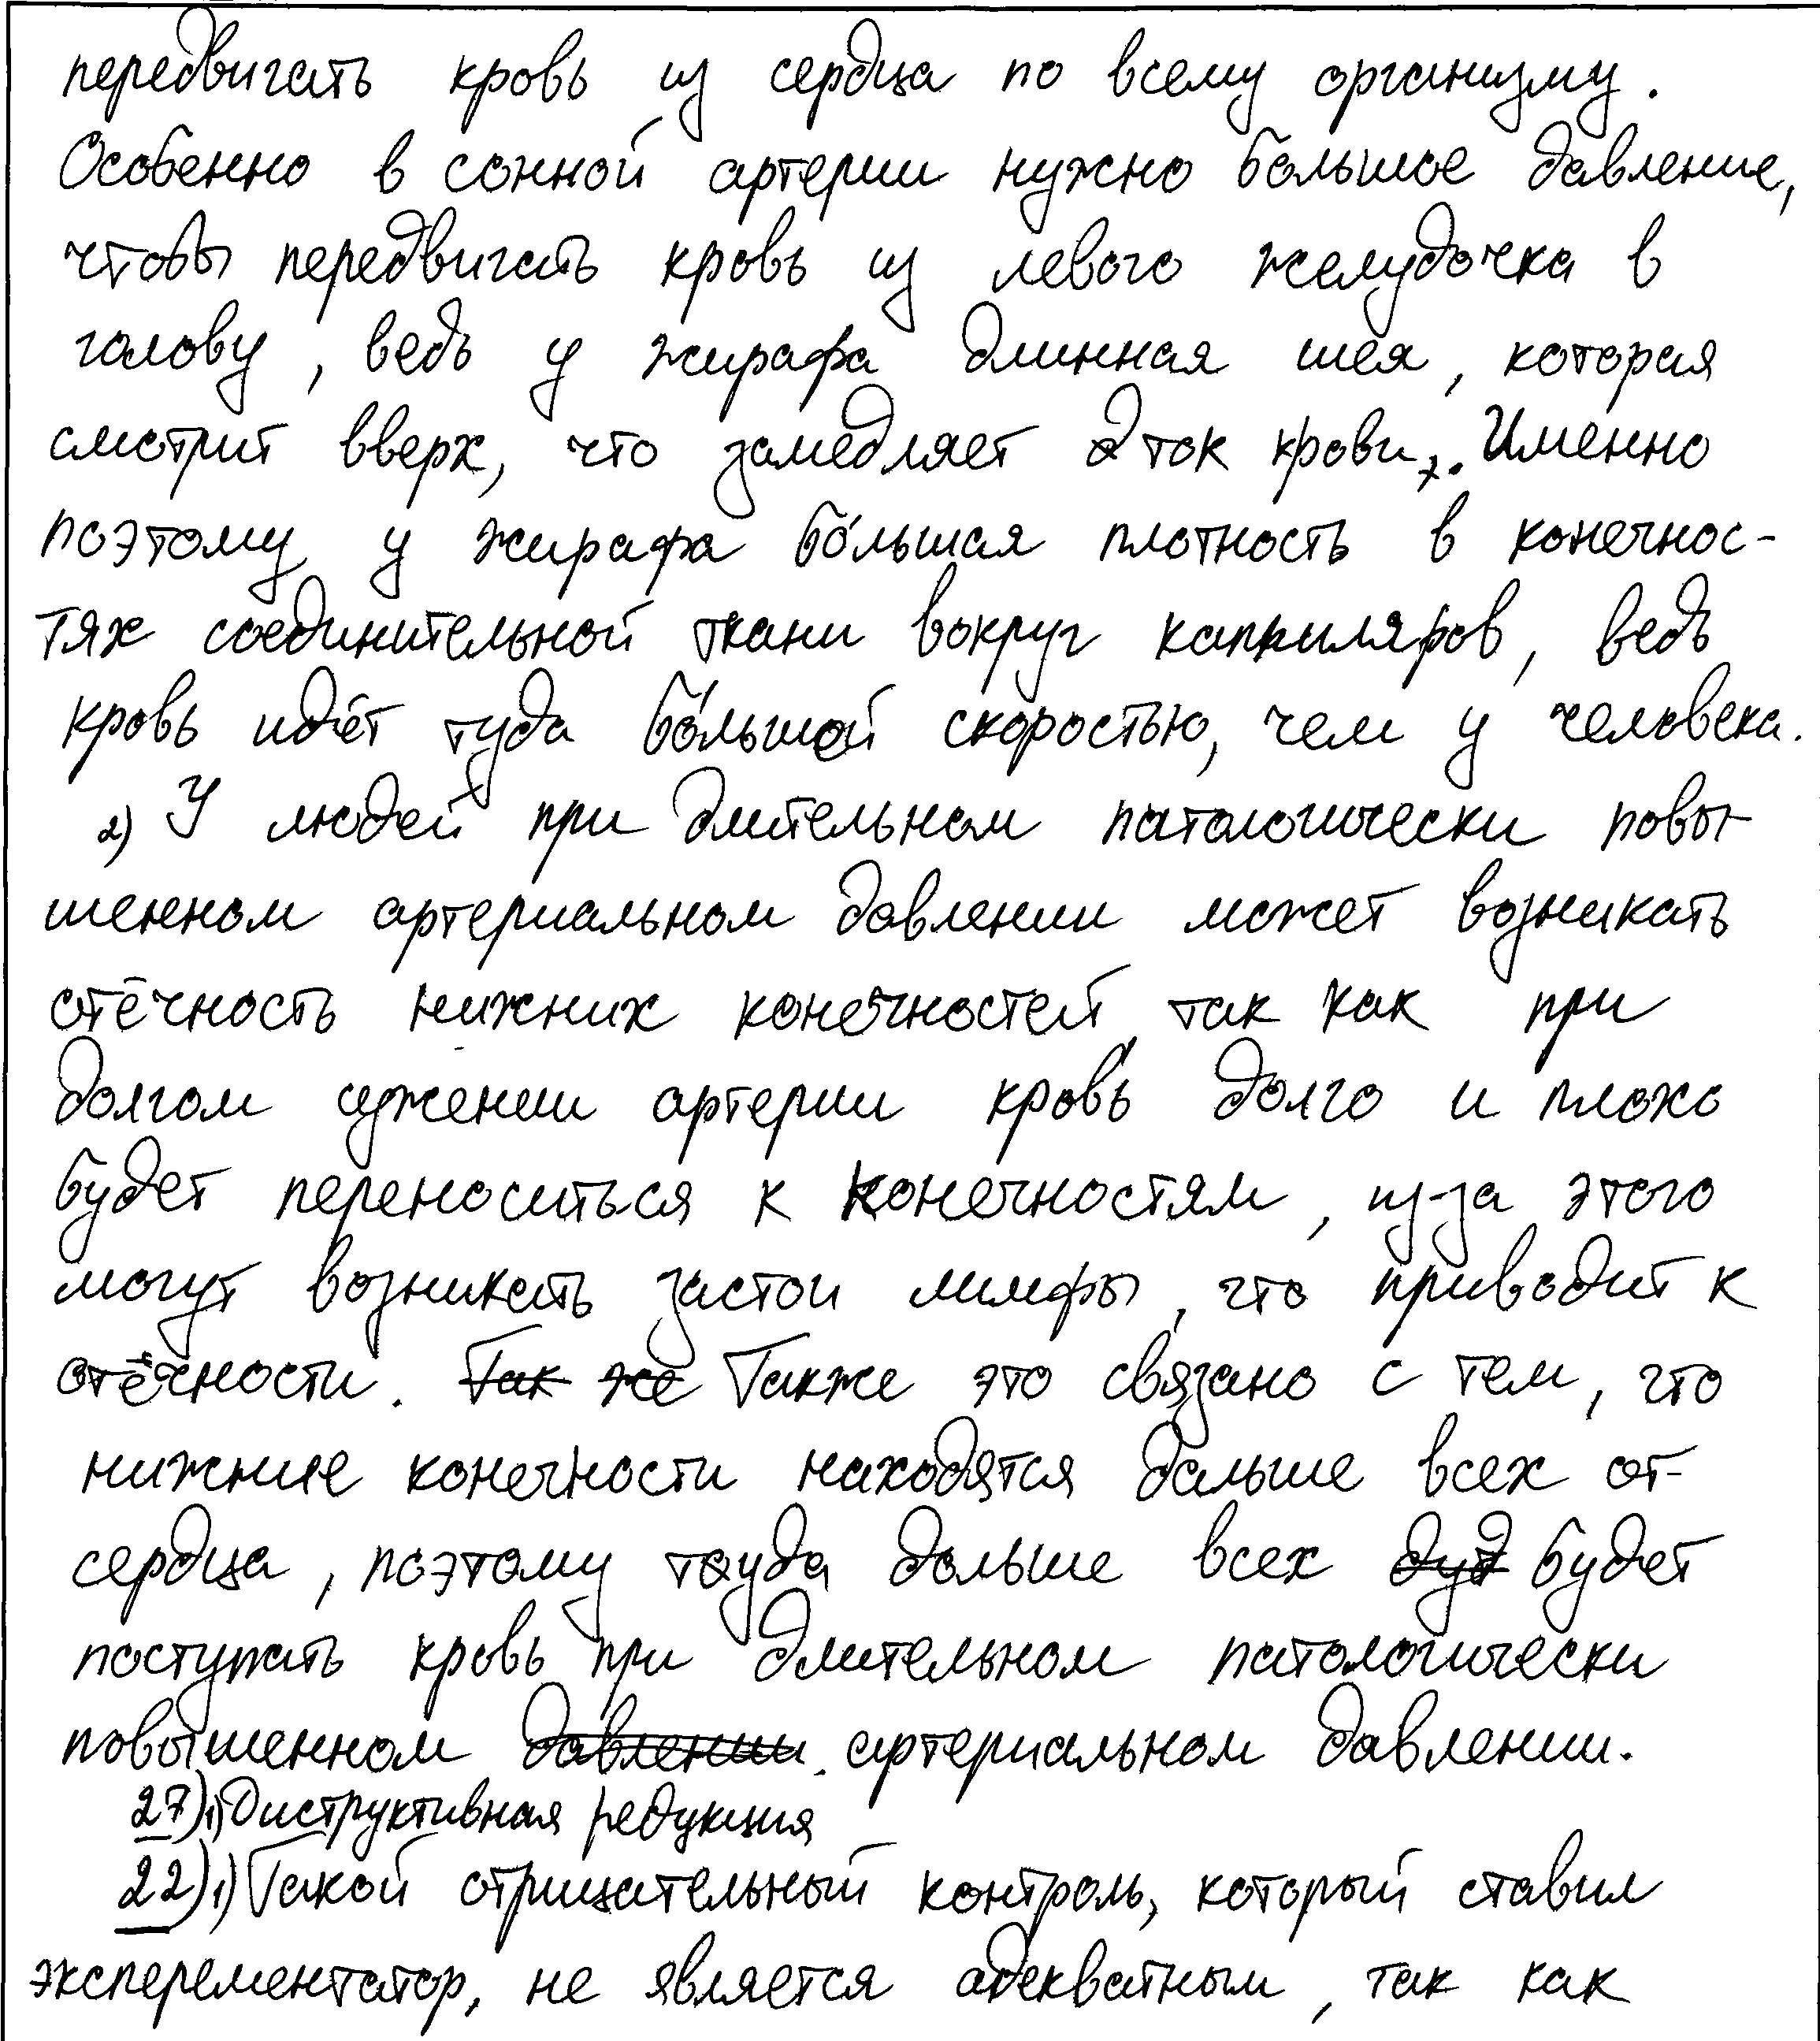 передвигать кровь из сердца по всему организму.
Особенно в сонной артерии нужно большое давление,
чтобы передвигать кровь из левого желудочка в
голову, ведь у жирафа длинная шея, которая
смотрит вверх, что замедляет ток крови. Именно
поэтому у жирафа бо́льшая плотность в конечнос-
тях соединительной ткани вокруг капиляров, ведь
кровь идёт туда бо́льшой скоростью, чем у человека.
2) У людей при длительном патологически повы-
шенном артериальном давлении может возникать
отёчность нижних конечностей, так как при
долгом сужении артерии кровь долго и плохо
будет переноситься к конечностям, из-за этого
могут возникать застои лимфы, что приводит к
отёчности. Так же Также это связано с тем, что
нижние конечности находятся дальше всех от-
сердца, поэтому туда дольше всех будет
поступать кровь при длительном патологически
повышенном давлении артериальном давлении.
27) 1) Диструктивная редукция
22) 1) Такой отрицательный контроль, который ставил
эксперементатор, не является адекватным, так как